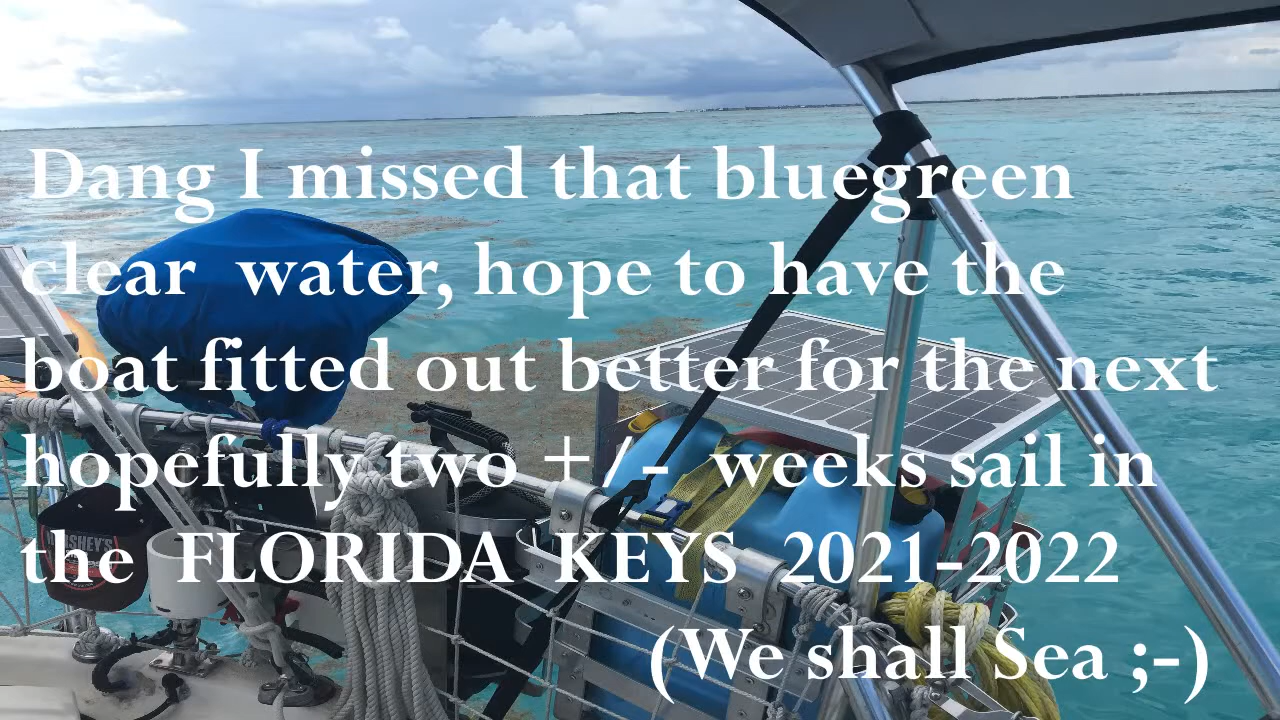 Dang I missed that bluegreen
clear water, hope to have the
boat fitted out better for the next
hopefully two +/- weeks sail in
the FLORIDA KEYS 2021-2022
(We shall Sea ;-)
HERSHEY'S